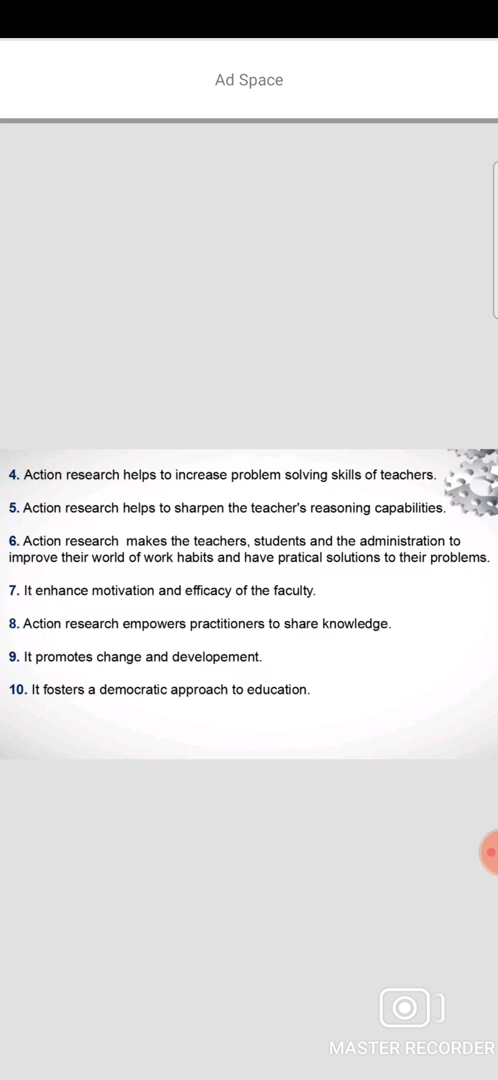 Ad Space
4. Action research helps to increase problem solving skills of teachers.
5. Action research helps to sharpen the teacher's reasoning capabilities.
6. Action research makes the teachers, students and the administration to
improve their world of work habits and have pratical solutions to their problems.
7. It enhance motivation and efficacy of the faculty.
8. Action research empowers practitioners to share knowledge.
9. It promotes change and developement.
10. It fosters a democratic approach to education.
MASTER RECORDER